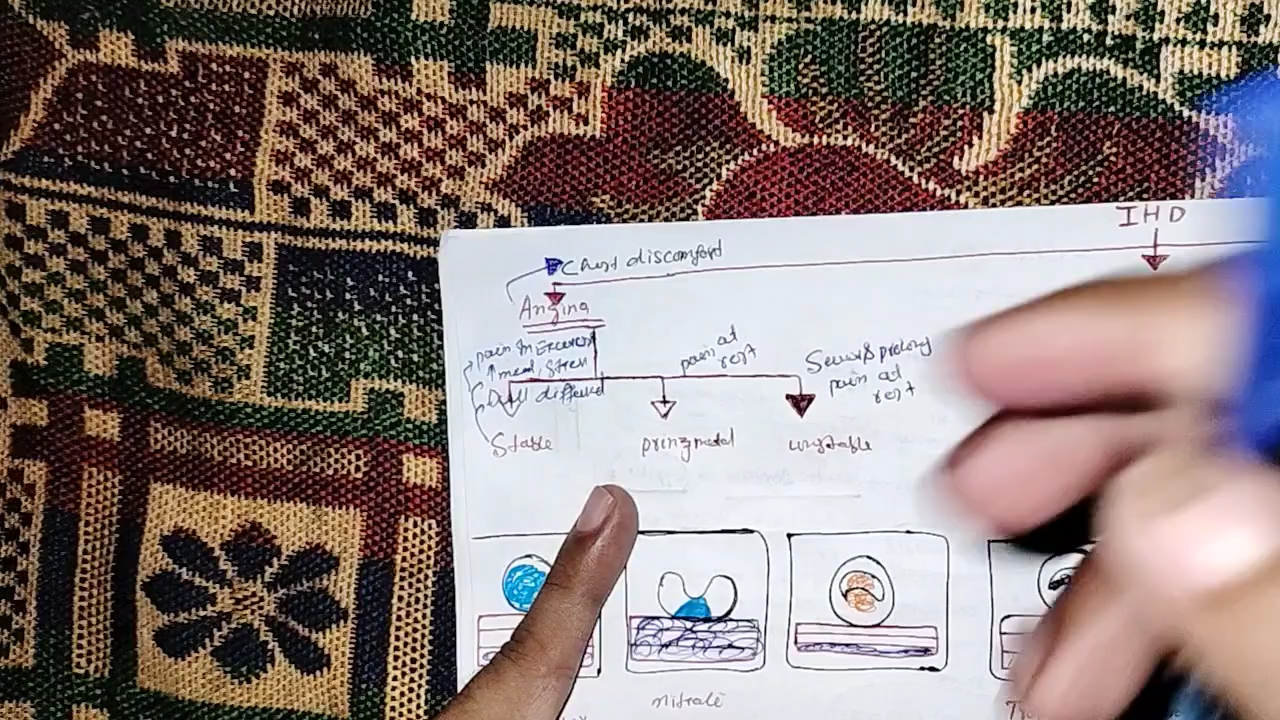 IHD
Chest discomfort
Angina
pain in
↑ meal, stress
Dull diffused
pain at
rest
Severe & prolong
pain at
rest
Stable
prinzmetal
unstable
nitrate